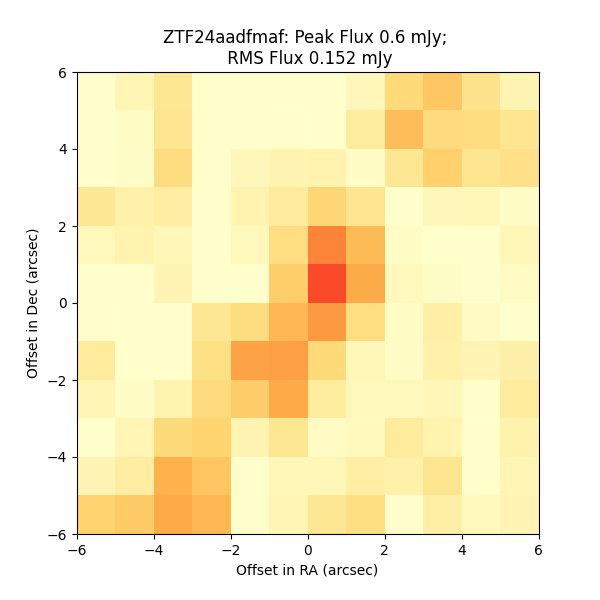 ZTF24aadfmaf: Peak Flux 0.6 mJy;
RMS Flux 0.152 mJy
6
4
2
0
−2
−4
−6
Offset in Dec (arcsec)
−6 −4 −2 0 2 4 6
Offset in RA (arcsec)